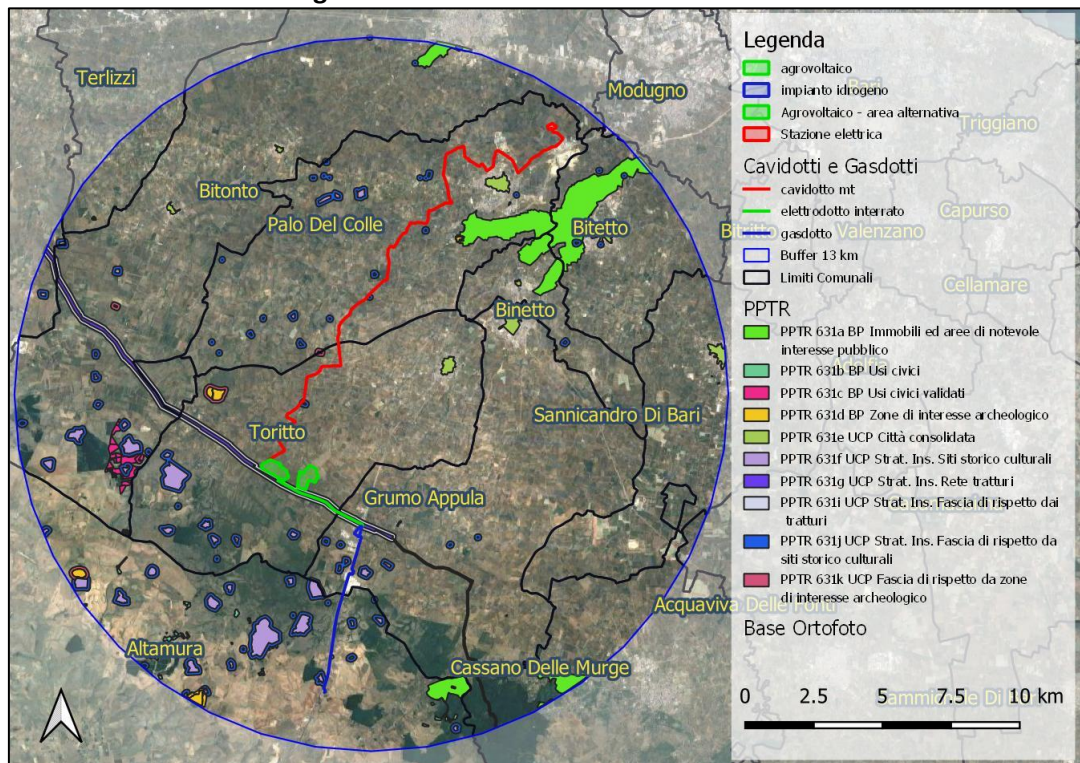 Terlizzi
Modugno
Bitonto
Palo Del Colle
Bitetto
Binetto
Sannicandro Di Bari
Toritto
Grumo Appula
Acquaviva Delle Fonti
Altamura
Cassano Delle Murge
Legenda
agrovoltaico
impianto idrogeno
Agrovoltaico - area alternativa
Stazione elettrica
Bari
Triggiano
Cavidotti e Gasdotti
cavidotto mt
elettrodotto interrato
gasdotto
Buffer 13 km
Limiti Comunali
Capurso
Bitritto
Valenzano
Cellamare
PPTR
PPTR 631a BP Immobili ed aree di notevole
interesse pubblico
PPTR 631b BP Usi civici
PPTR 631c BP Usi civici validati
PPTR 631d BP Zone di interesse archeologico
PPTR 631e UCP Città consolidata
PPTR 631f UCP Strat. Ins. Siti storico culturali
PPTR 631g UCP Strat. Ins. Rete tratturi
PPTR 631i UCP Strat. Ins. Fascia di rispetto dai
tratturi
PPTR 631j UCP Strat. Ins. Fascia di rispetto da
siti storico culturali
PPTR 631k UCP Fascia di rispetto da zone
di interesse archeologico
Base Ortofoto
0 2.5 5 7.5 10 km